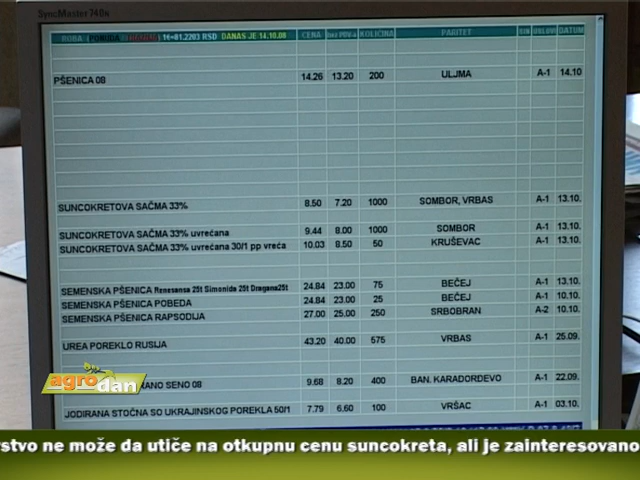 SyncMaster 740N
ROBA (PONUDA - TRAŽNJA) 1€=81.2203 RSD DANAS JE 14.10.08 CENA bez PDV-a KOLIČINA PARITET USLOVI DATUM
PŠENICA 08 14.26 13.20 200 ULJMA A-1 14.10
SUNCOKRETOVA SAČMA 33% 8.50 7.20 1000 SOMBOR, VRBAS A-1 13.10.
SUNCOKRETOVA SAČMA 33% uvrećana 9.44 8.00 1000 SOMBOR A-1 13.10.
SUNCOKRETOVA SAČMA 33% uvrećana 30/1 pp vreća 10.03 8.50 50 KRUŠEVAC A-1 13.10.
SEMENSKA PŠENICA Renesansa 25t Simonida 25t Dragana25t 24.84 23.00 75 BEČEJ A-1 13.10.
SEMENSKA PŠENICA POBEDA 24.84 23.00 25 BEČEJ A-1 10.10.
SEMENSKA PŠENICA RAPSODIJA 27.00 25.00 250 SRBOBRAN A-2 10.10.
UREA POREKLO RUSIJA 43.20 40.00 575 VRBAS A-1 25.09.
RANO SENO 08 9.68 8.20 400 BAN. KARAĐORĐEVO A-1 22.09.
JODIRANA STOČNA SO UKRAJINSKOG POREKLA 50/1 7.79 6.60 100 VRŠAC A-1 03.10.
agro dan
rstvo ne može da utiče na otkupnu cenu suncokreta, ali je zainteresovano